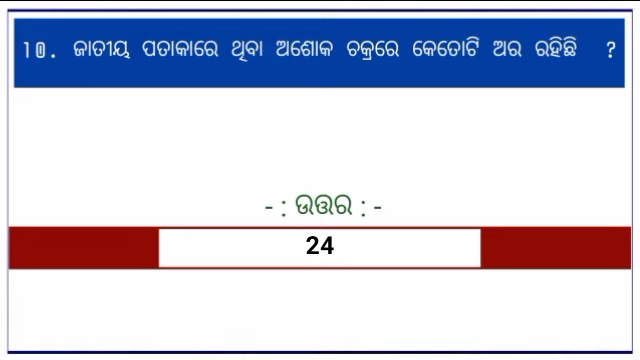 10. ଜାତୀୟ ପତାକାରେ ଥିବା ଅଶୋକ ଚକ୍ରରେ କେତୋଟି ଅର ରହିଛି ?
- : ଉତ୍ତର : -
24